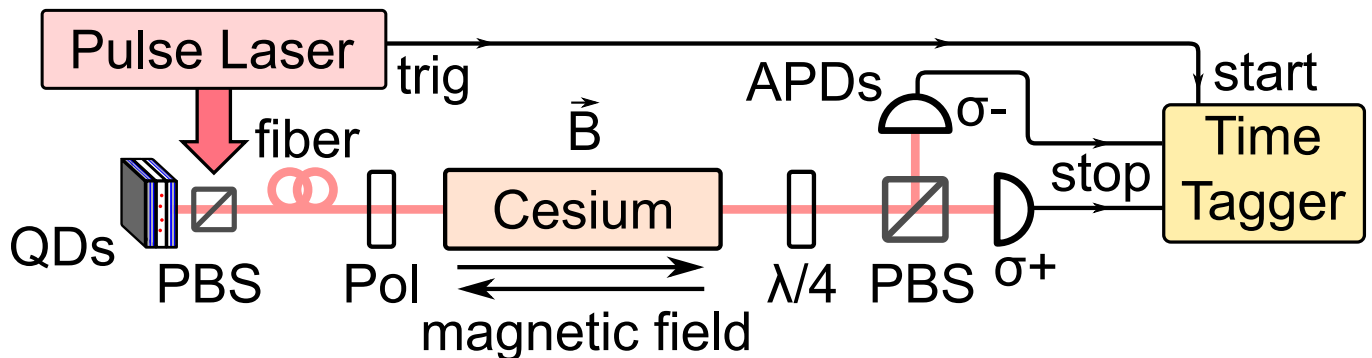 Pulse Laser
trig
start
APDs
σ-
B
fiber
Time
Tagger
stop
Cesium
QDs
PBS
Pol
λ/4
PBS
σ+
magnetic field